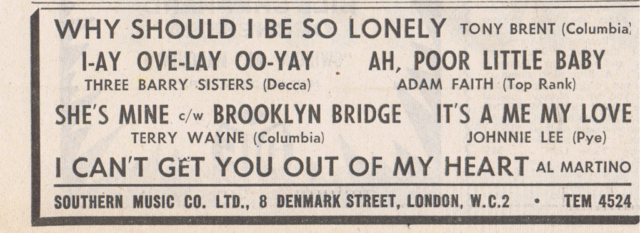 WHY SHOULD I BE SO LONELY TONY BRENT (Columbia)
I-AY OVE-LAY OO-YAY AH, POOR LITTLE BABY
THREE BARRY SISTERS (Decca) ADAM FAITH (Top Rank)
SHE'S MINE c/w BROOKLYN BRIDGE IT'S A ME MY LOVE
TERRY WAYNE (Columbia) JOHNNIE LEE (Pye)
I CAN'T GET YOU OUT OF MY HEART AL MARTINO
SOUTHERN MUSIC CO. LTD., 8 DENMARK STREET, LONDON, W.C.2 • TEM 4524